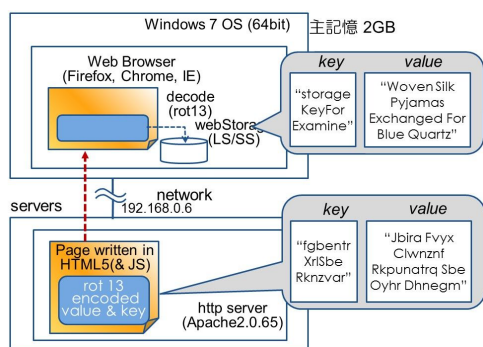 Windows 7 OS (64bit)
主記憶 2GB
Web Browser
(Firefox, Chrome, IE)
decode
(rot13)
webStorag
(LS/SS)
key
value
"storage
KeyFor
Examine"
"Woven Silk
Pyjamas
Exchanged For
Blue Quartz"
network
192.168.0.6
servers
Page written in
HTML5(& JS)
rot 13
encoded
value & key
http server
(Apache2.0.65)
key
value
"fgbentr
XrlSbe
Rknzvar"
"Jbira Fvyx
Clwnznf
Rkpunatrq Sbe
Oyhr Dhnegm"